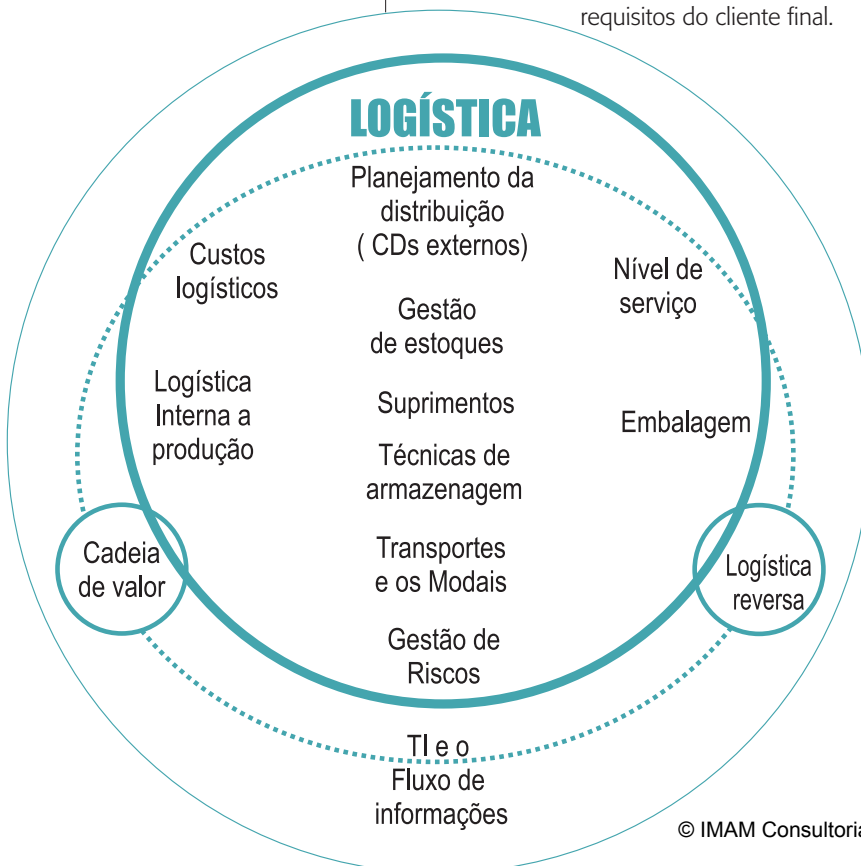 requisitos do cliente final.
LOGÍSTICA
Planejamento da
distribuição
( CDs externos)
Custos
logísticos
Nível de
serviço
Gestão
de estoques
Logística
Interna a
produção
Suprimentos
Embalagem
Técnicas de
armazenagem
Cadeia
de valor
Transportes
e os Modais
Logística
reversa
Gestão de
Riscos
TI e o
Fluxo de
informações
© IMAM Consultoria